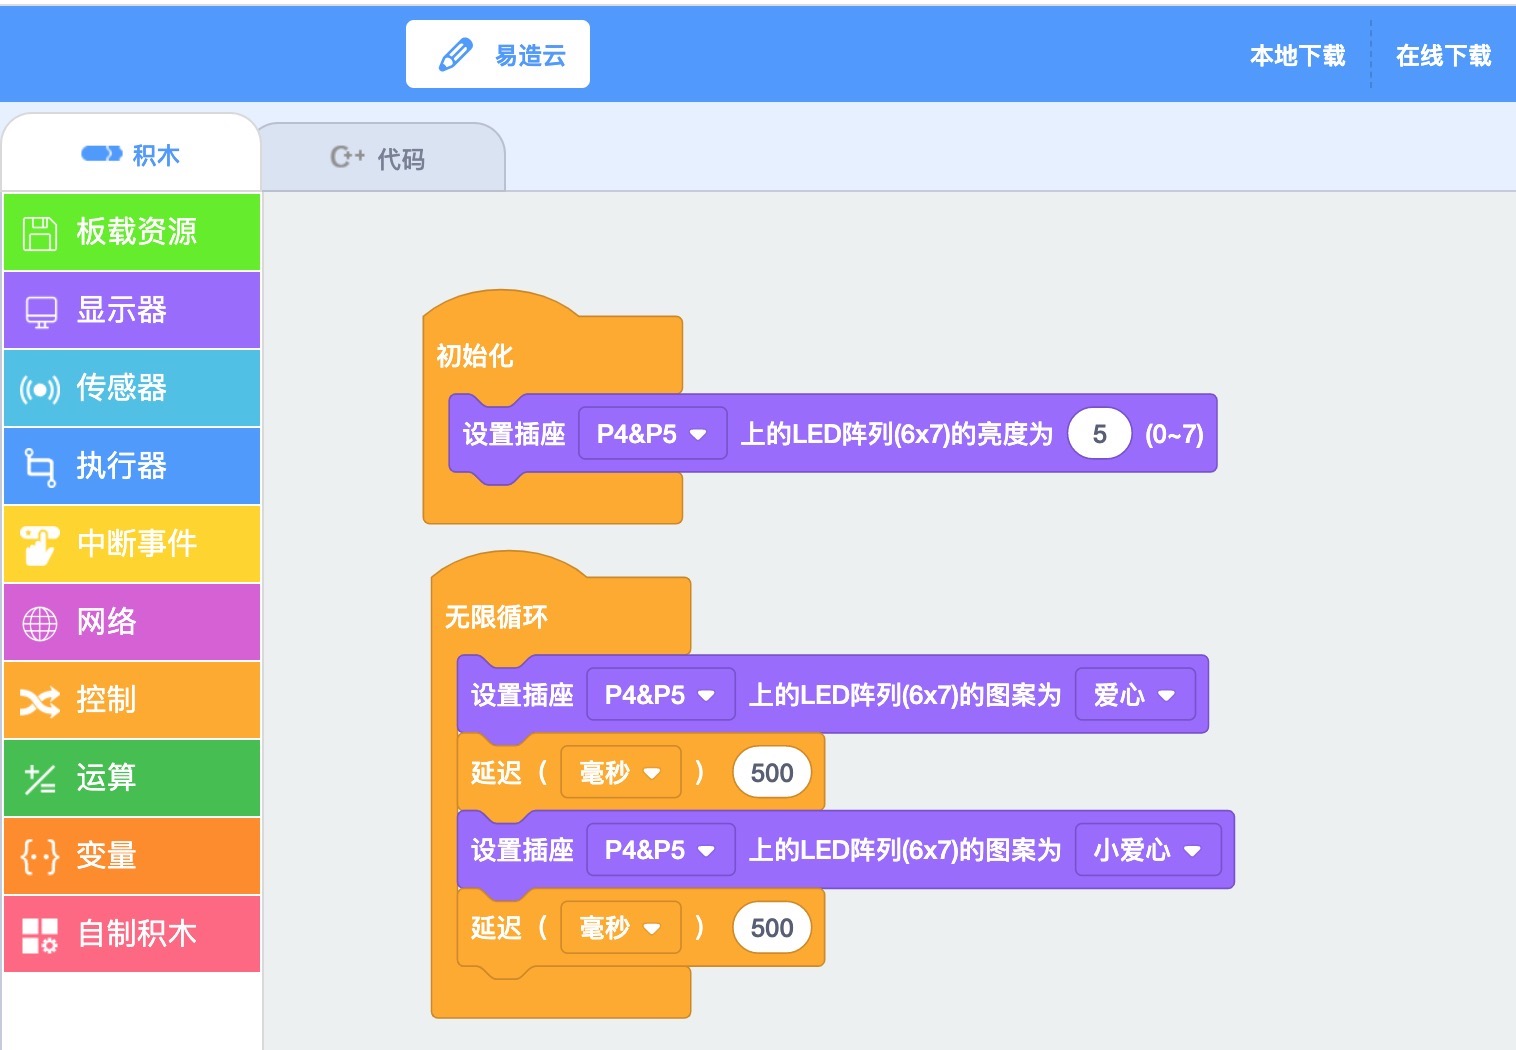 易造云
本地下载
在线下载
积木
C++ 代码
板载资源
显示器
传感器
执行器
中断事件
网络
控制
运算
变量
自制积木
初始化
设置插座 P4&P5 上的LED阵列(6x7)的亮度为 5 (0~7)
无限循环
设置插座 P4&P5 上的LED阵列(6x7)的图案为 爱心
延迟（ 毫秒 ） 500
设置插座 P4&P5 上的LED阵列(6x7)的图案为 小爱心
延迟（ 毫秒 ） 500